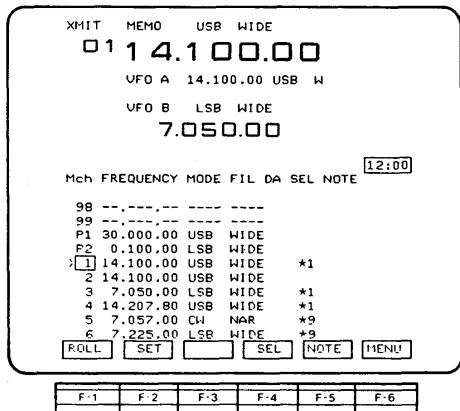 XMIT MEMO USB WIDE
01 14.100.00
VFO A 14.100.00 USB W
VFO B LSB WIDE
7.050.00
12:00
Mch FREQUENCY MODE FIL DA SEL NOTE
98 --.---.-- ---- ----
99 --.---.-- ---- ----
P1 30.000.00 USB WIDE
P2 0.100.00 LSB WIDE
1 14.100.00 USB WIDE *1
2 14.100.00 USB WIDE
3 7.050.00 LSB WIDE *1
4 14.207.80 USB WIDE *1
5 7.057.00 CW NAR *9
6 7.225.00 LSB WIDE *9
ROLL SET SEL NOTE MENU
F-1 F-2 F-3 F-4 F-5 F-6